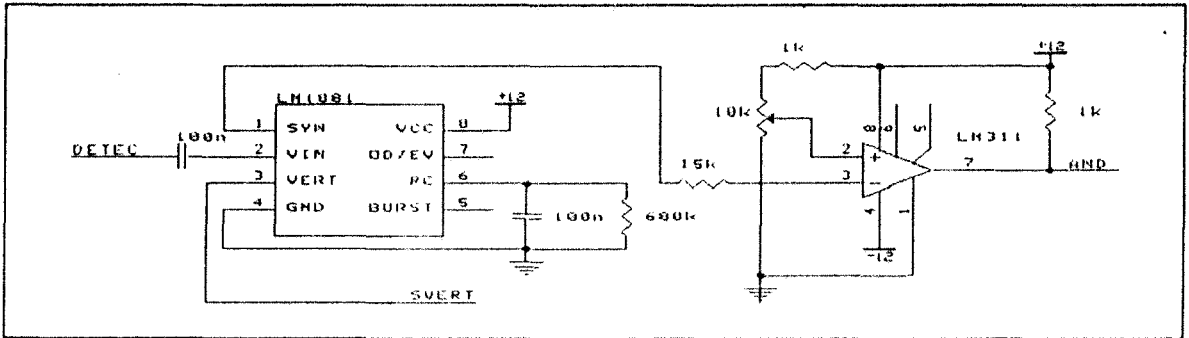 LM1081
DETEC
100n
1 SYN VCC 8
+12
2 VIN OD/EV 7
3 VERT RC 6
4 GND BURST 5
100n
680k
SVERT
15k
1k
10k
+12
1k
8
6
5
LM311
2 +
3 -
7
AND
4
1
-12